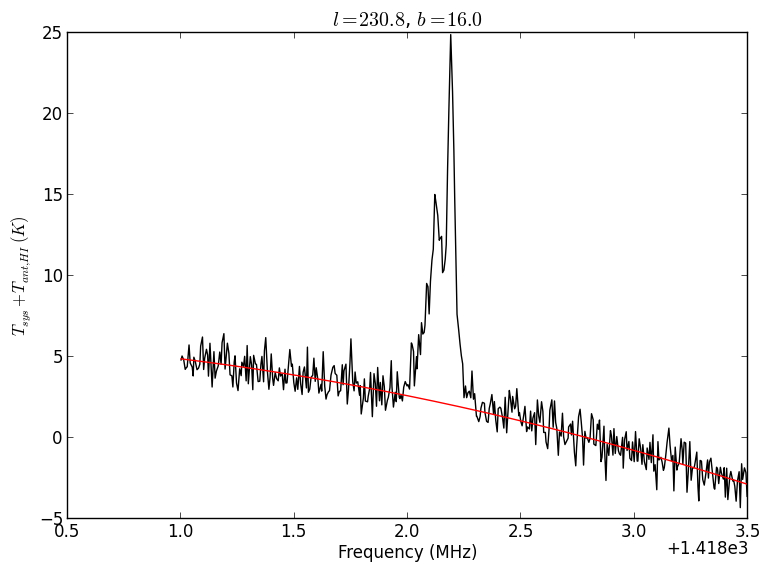 l = 230.8, b = 16.0
25
20
15
10
5
0
−5
T_sys + T_ant,HI (K)
0.5 1.0 1.5 2.0 2.5 3.0 3.5
Frequency (MHz)
+1.418e3